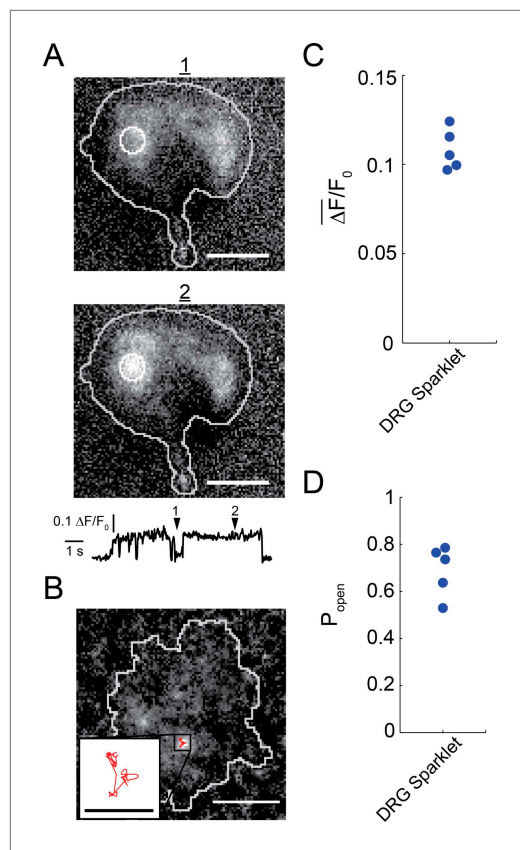 A
1
2
0.1 ΔF/F0
1 s
1
2
B
C
0.15
0.1
0.05
0
ΔF/F0
DRG Sparklet
D
1
0.8
0.6
0.4
0.2
0
Popen
DRG Sparklet